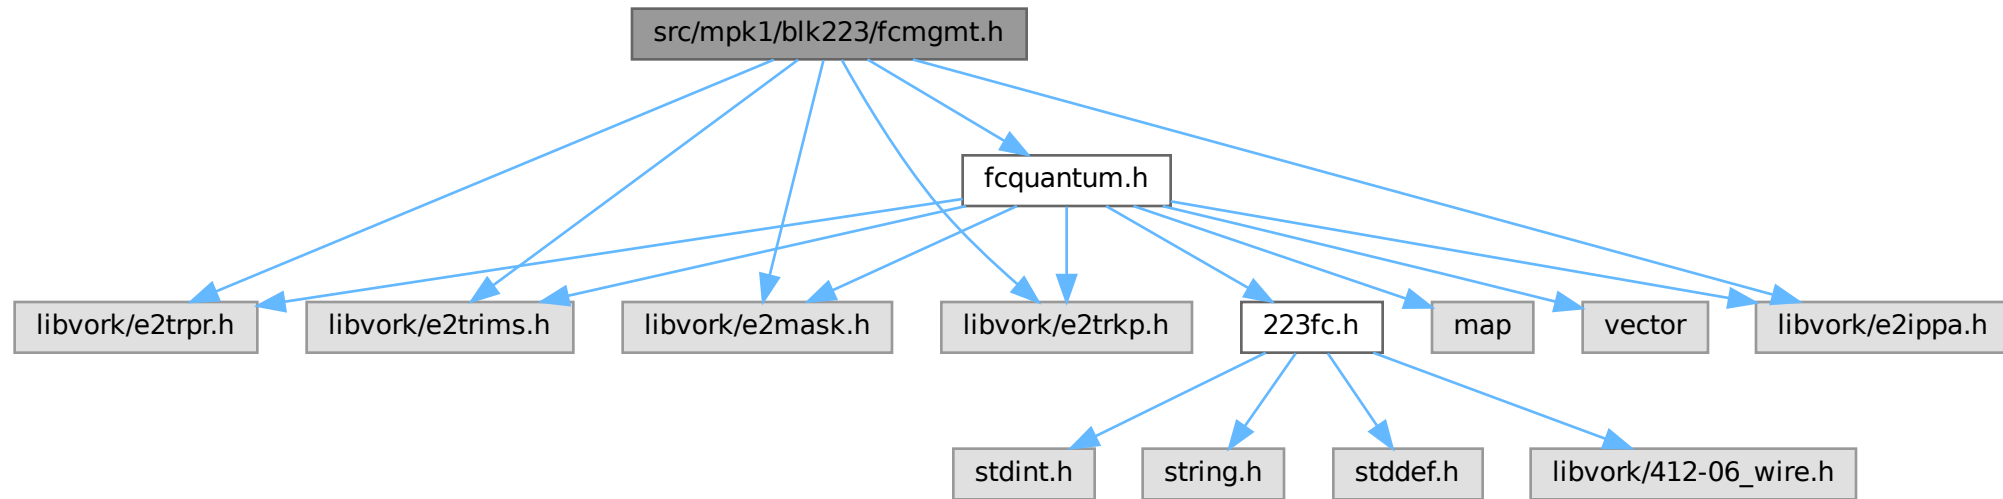 src/mpk1/blk223/fcmgmt.h
fcquantum.h
libvork/e2trpr.h
libvork/e2trims.h
libvork/e2mask.h
libvork/e2trkp.h
223fc.h
map
vector
libvork/e2ippa.h
stdint.h
string.h
stddef.h
libvork/412-06_wire.h